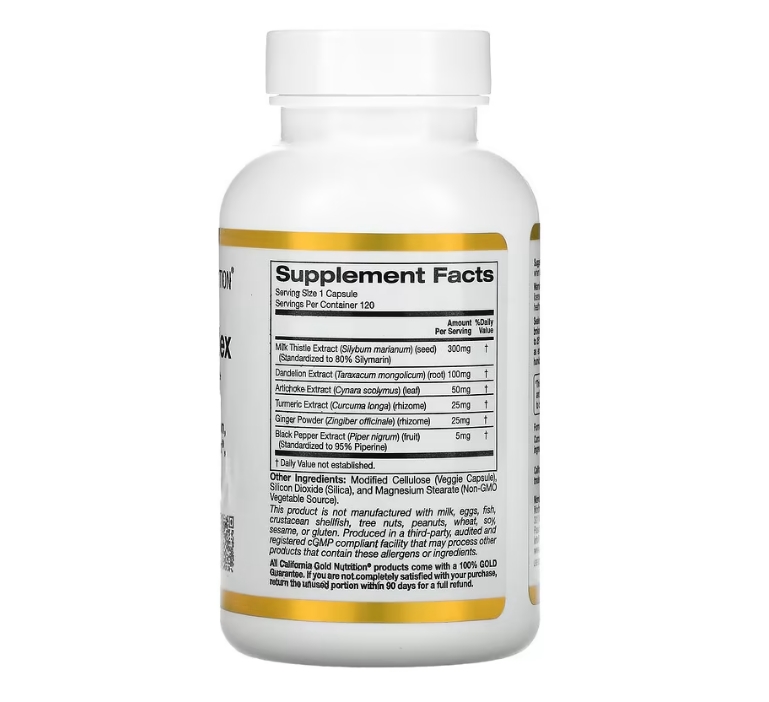 TION®
ex
Supplement Facts
Serving Size 1 Capsule
Servings Per Container 120
Amount %Daily
Per Serving Value
Milk Thistle Extract (Silybum marianum) (seed) 300mg †
(Standardized to 80% Silymarin)
Dandelion Extract (Taraxacum mongolicum) (root) 100mg †
Artichoke Extract (Cynara scolymus) (leaf) 50mg †
Turmeric Extract (Curcuma longa) (rhizome) 25mg †
Ginger Powder (Zingiber officinale) (rhizome) 25mg †
Black Pepper Extract (Piper nigrum) (fruit) 5mg †
(Standardized to 95% Piperine)
† Daily Value not established.
Other Ingredients: Modified Cellulose (Veggie Capsule),
Silicon Dioxide (Silica), and Magnesium Stearate (Non-GMO
Vegetable Source).
This product is not manufactured with milk, eggs, fish,
crustacean shellfish, tree nuts, peanuts, wheat, soy,
sesame, or gluten. Produced in a third-party, audited and
registered cGMP compliant facility that may process other
products that contain these allergens or ingredients.
All California Gold Nutrition® products come with a 100% GOLD
Guarantee. If you are not completely satisfied with your purchase,
return the unused portion within 90 days for a full refund.